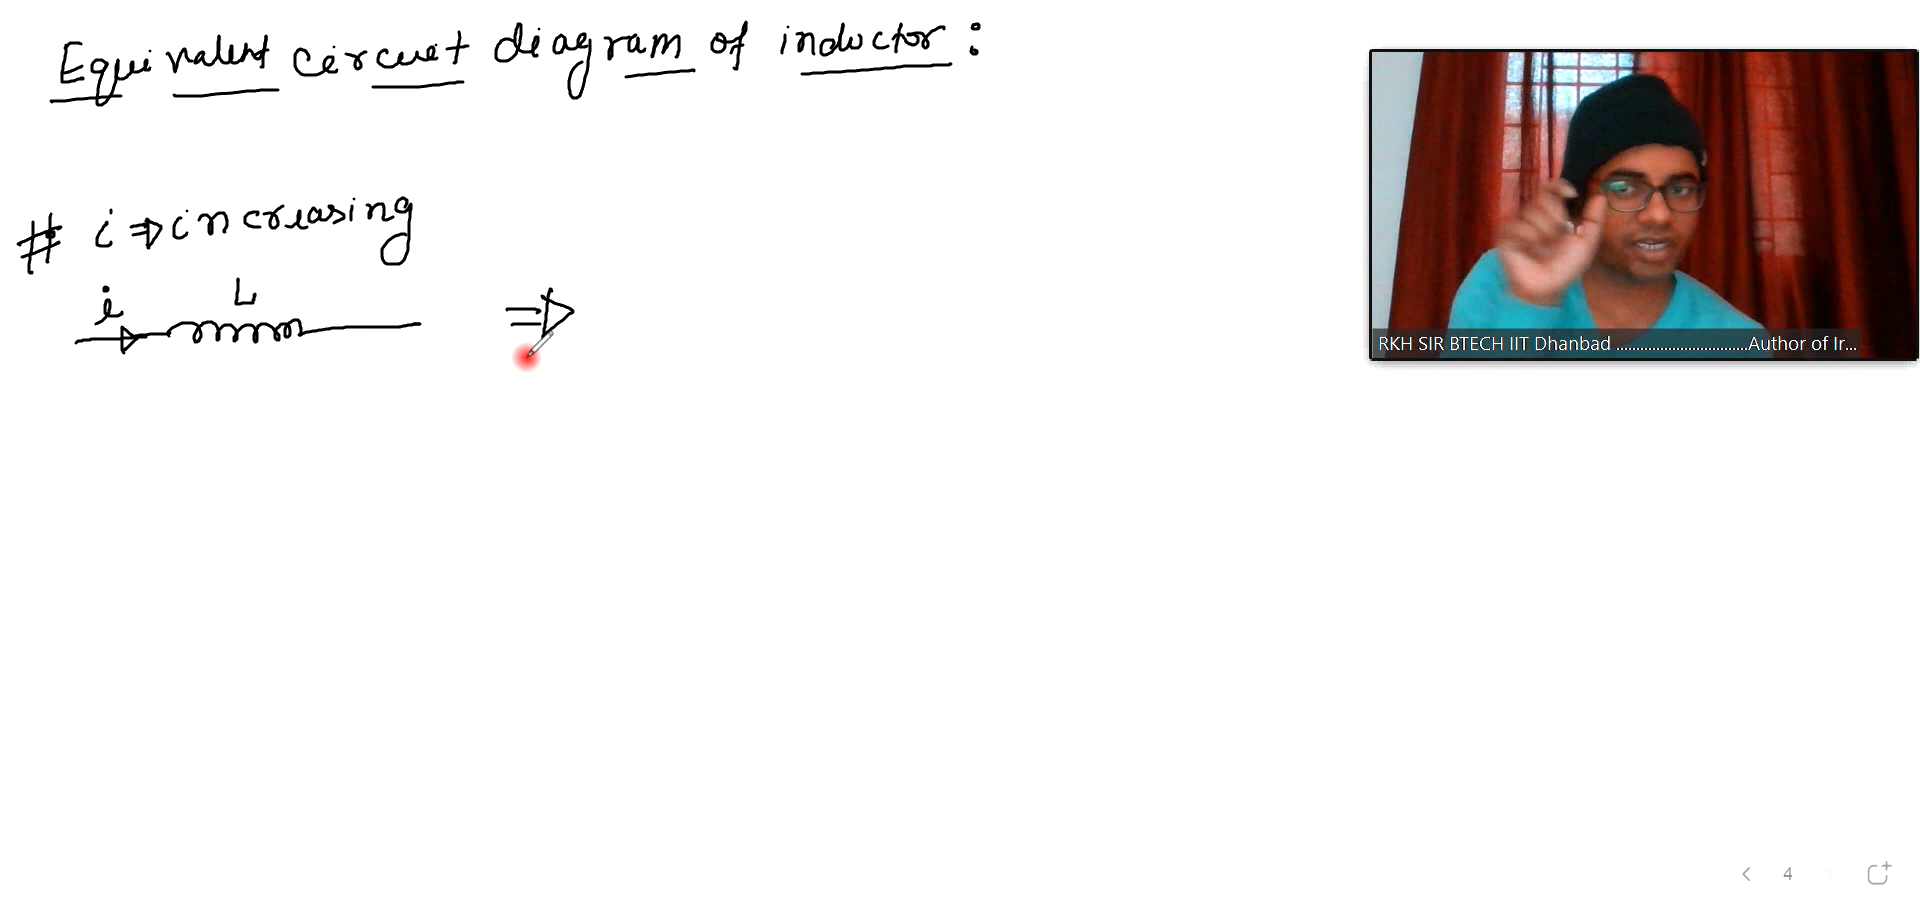 Equivalent circuit diagram of inductor :
# i ⇒ increasing
i L
⇒
RKH SIR BTECH IIT Dhanbad .................................Author of Ir...
4